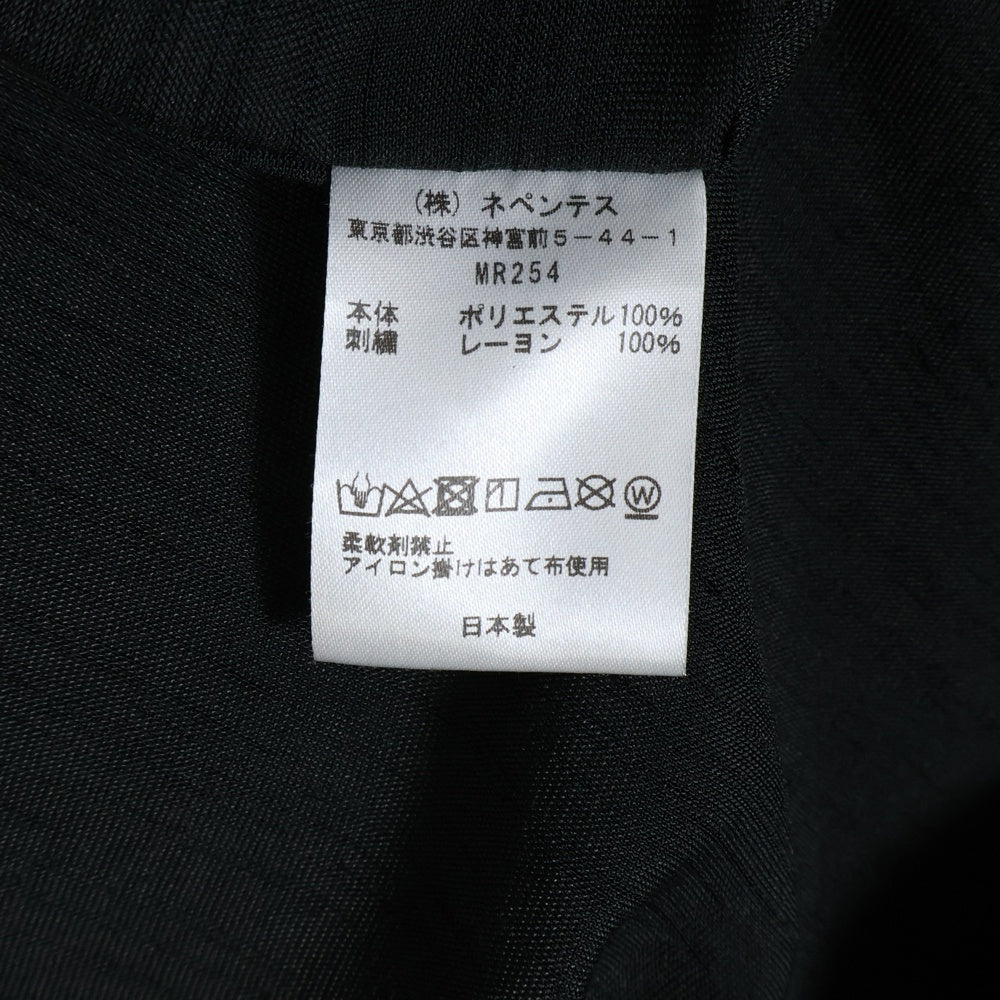 (株) ネペンテス
東京都渋谷区神宮前5-44-1
MR254
本体 ポリエステル100%
刺繍 レーヨン 100%
W
柔軟剤禁止
アイロン掛けはあて布使用
日本製